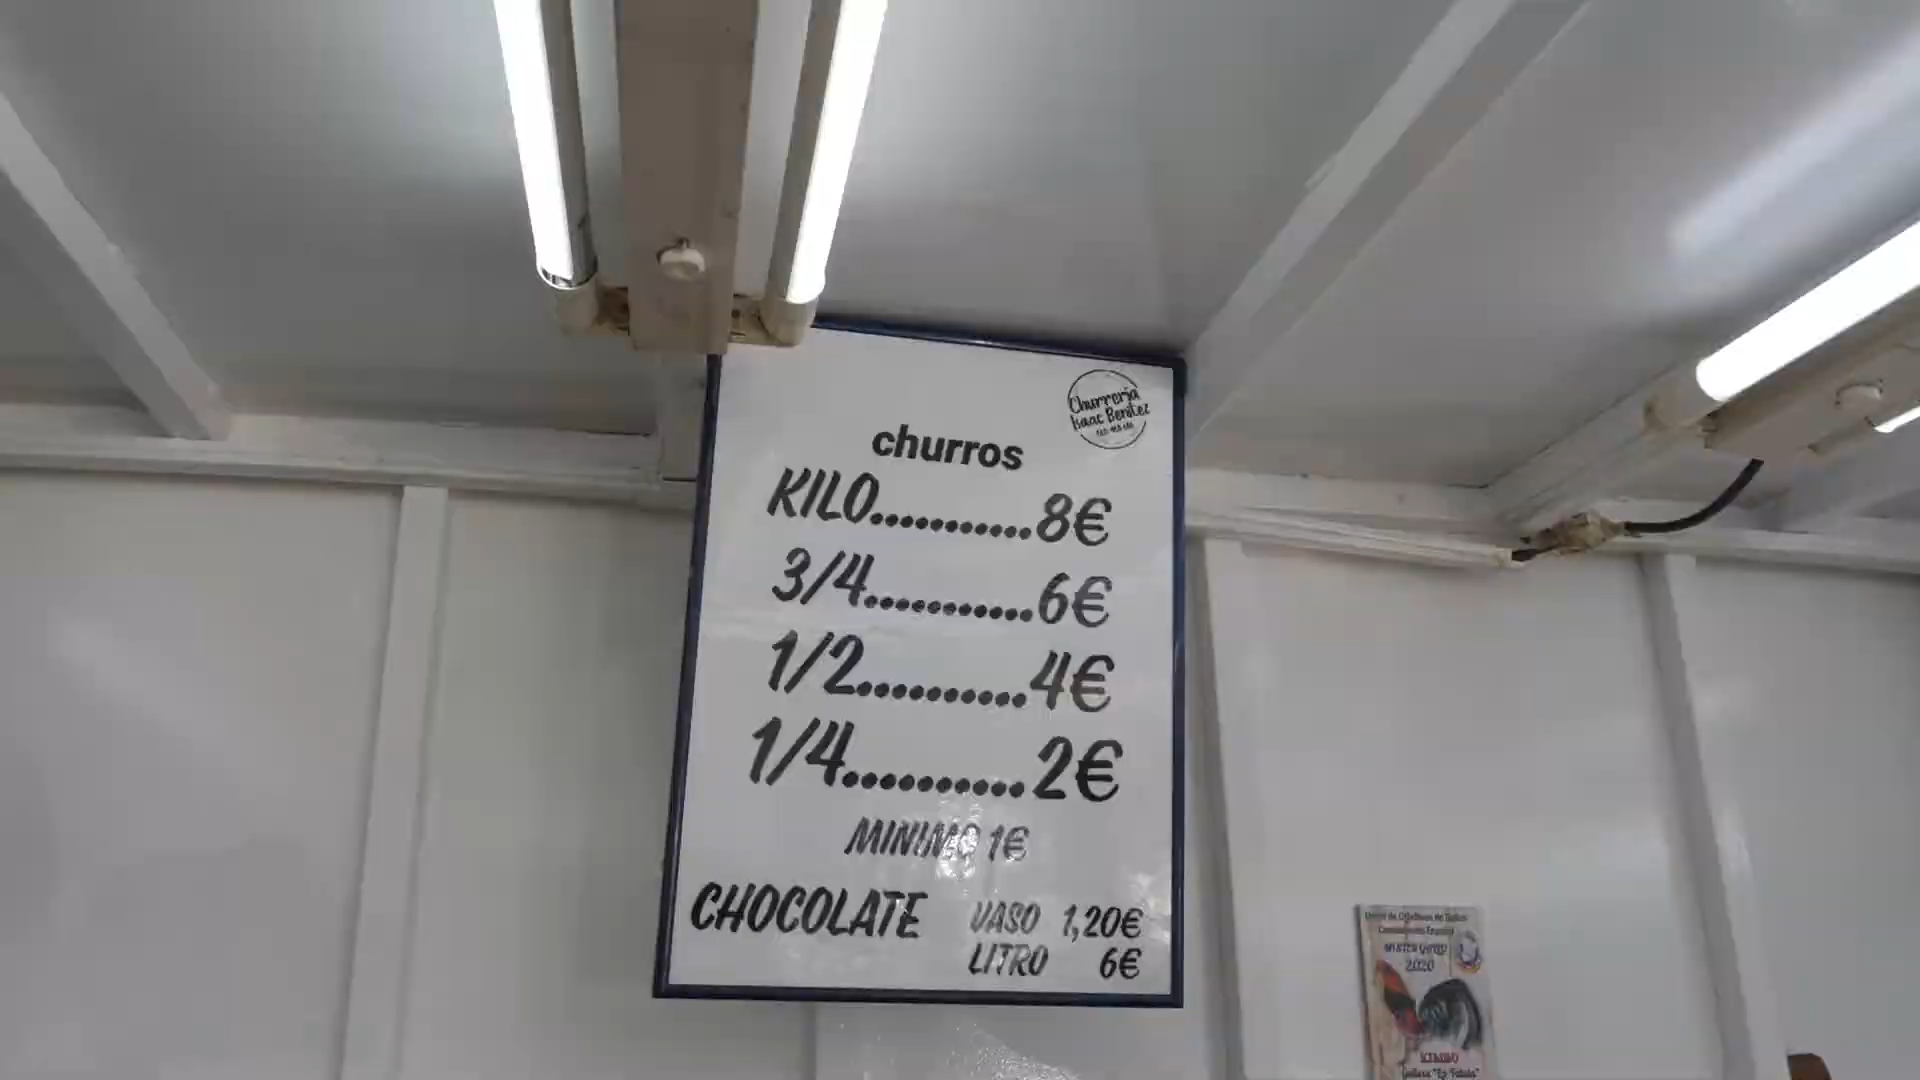 Churrería
Isaac Benítez
churros
KILO...........8€
3/4............6€
1/2..........4€
1/4..........2€
MINIMO 1€
CHOCOLATE VASO 1,20€
LITRO 6€
2020